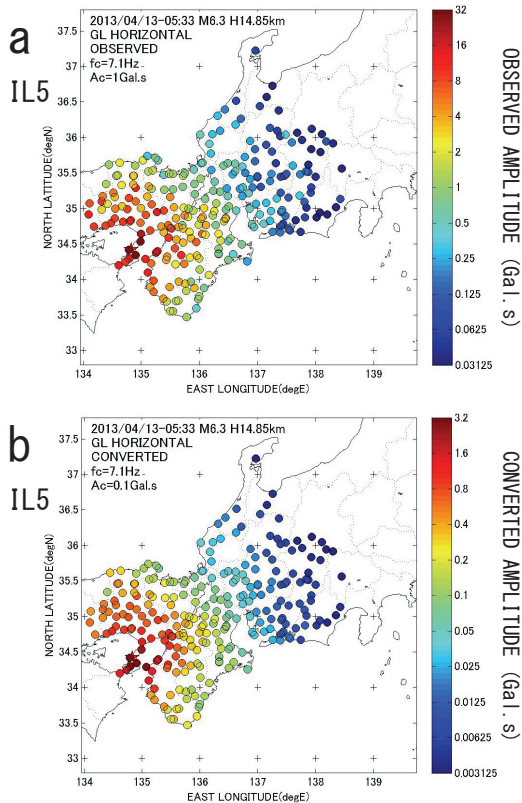 a
IL5
2013/04/13-05:33 M6.3 H14.85km
GL HORIZONTAL
OBSERVED
fc=7.1Hz
Ac=1Gal.s
37.5
37
36.5
36
35.5
35
34.5
34
33.5
33
NORTH LATITUDE(degN)
134 135 136 137 138 139
EAST LONGITUDE(degE)
32
16
8
4
2
1
0.5
0.25
0.125
0.0625
0.03125
OBSERVED AMPLITUDE (Gal.s)
b
IL5
2013/04/13-05:33 M6.3 H14.85km
GL HORIZONTAL
CONVERTED
fc=7.1Hz
Ac=0.1Gal.s
37.5
37
36.5
36
35.5
35
34.5
34
33.5
33
NORTH LATITUDE(degN)
134 135 136 137 138 139
EAST LONGITUDE(degE)
3.2
1.6
0.8
0.4
0.2
0.1
0.05
0.025
0.0125
0.00625
0.003125
CONVERTED AMPLITUDE (Gal.s)